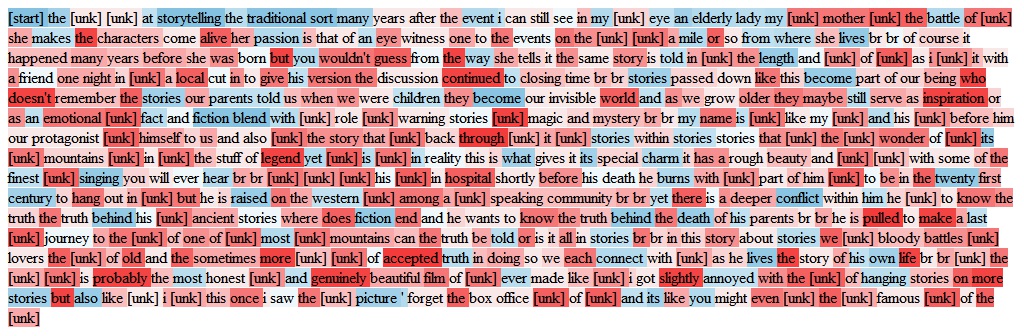 [start] the [unk] [unk] at storytelling the traditional sort many years after the event i can still see in my [unk] eye an elderly lady my [unk] mother [unk] the battle of [unk]
she makes the characters come alive her passion is that of an eye witness one to the events on the [unk] [unk] a mile or so from where she lives br br of course it
happened many years before she was born but you wouldn't guess from the way she tells it the same story is told in [unk] the length and [unk] of [unk] as i [unk] it with
a friend one night in [unk] a local cut in to give his version the discussion continued to closing time br br stories passed down like this become part of our being who
doesn't remember the stories our parents told us when we were children they become our invisible world and as we grow older they maybe still serve as inspiration or
as an emotional [unk] fact and fiction blend with [unk] role [unk] warning stories [unk] magic and mystery br br my name is [unk] like my [unk] and his [unk] before him
our protagonist [unk] himself to us and also [unk] the story that [unk] back through [unk] it [unk] stories within stories stories that [unk] the [unk] wonder of [unk] its
[unk] mountains [unk] in [unk] the stuff of legend yet [unk] is [unk] in reality this is what gives it its special charm it has a rough beauty and [unk] [unk] with some of the
finest [unk] singing you will ever hear br br [unk] [unk] [unk] his [unk] in hospital shortly before his death he burns with [unk] part of him [unk] to be in the twenty first
century to hang out in [unk] but he is raised on the western [unk] among a [unk] speaking community br br yet there is a deeper conflict within him he [unk] to know the
truth the truth behind his [unk] ancient stories where does fiction end and he wants to know the truth behind the death of his parents br br he is pulled to make a last
[unk] journey to the [unk] of one of [unk] most [unk] mountains can the truth be told or is it all in stories br br in this story about stories we [unk] bloody battles [unk]
lovers the [unk] of old and the sometimes more [unk] [unk] of accepted truth in doing so we each connect with [unk] as he lives the story of his own life br br [unk] the
[unk] [unk] is probably the most honest [unk] and genuinely beautiful film of [unk] ever made like [unk] i got slightly annoyed with the [unk] of hanging stories on more
stories but also like [unk] i [unk] this once i saw the [unk] picture ' forget the box office [unk] of [unk] and its like you might even [unk] the [unk] famous [unk] of the
[unk]